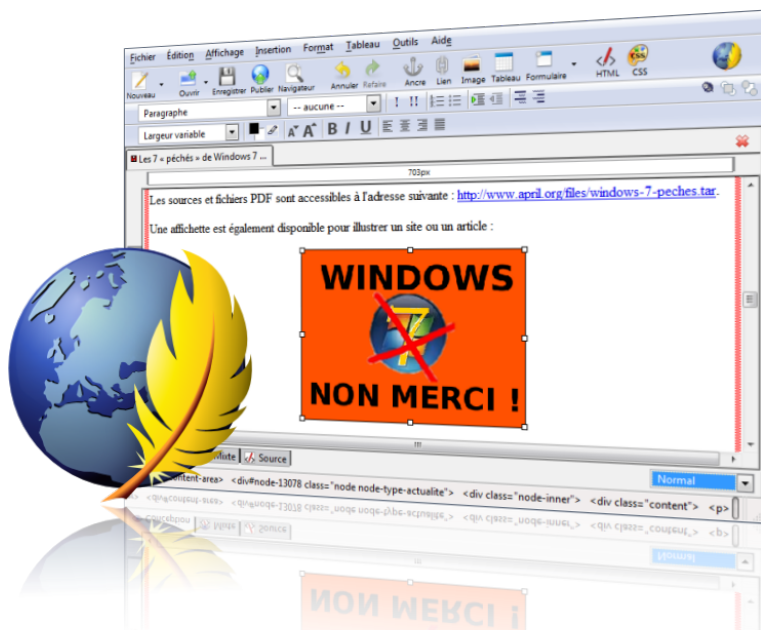 Fichier Edition Affichage Insertion Format Tableau Outils Aide
Nouveau Ouvrir Enregistrer Publier Navigateur Annuler Refaire Ancre Lien Image Tableau Formulaire HTML CSS
Paragraphe -- aucune -- ! !!
Largeur variable A A B I U
Les 7 « péchés » de Windows 7 ...
703px
Les sources et fichiers PDF sont accessibles à l'adresse suivante : http://www.april.org/files/windows-7-peches.tar.
Une affichette est également disponible pour illustrer un site ou un article :
WINDOWS
7
NON MERCI !
Source
Normal
<div#node-13078 class="node node-type-actualite"> <div class="node-inner"> <div class="content"> <p>